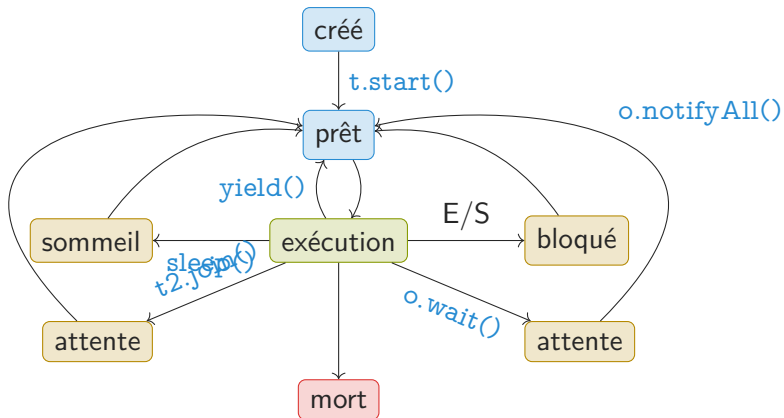 créé
t.start()
o.notifyAll()
prêt
yield()
E/S
sommeil
exécution
bloqué
sleep()
t2.join()
o.wait()
attente
attente
mort